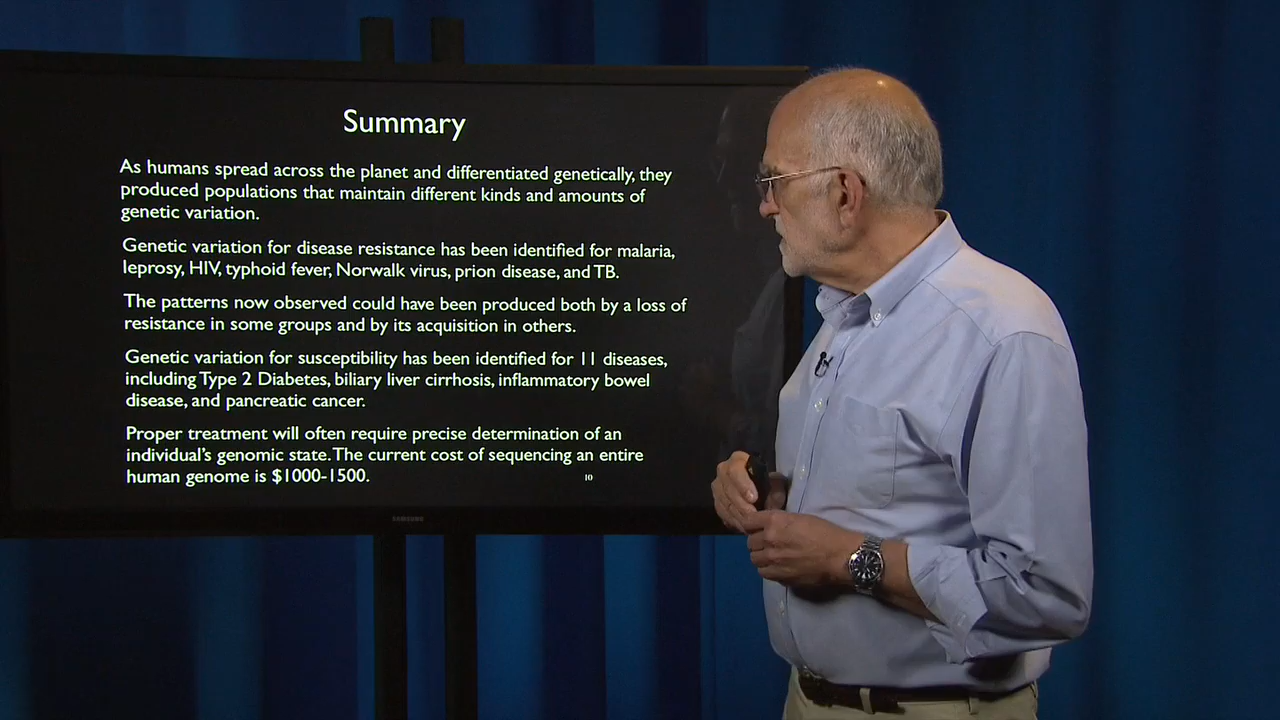 Summary
As humans spread across the planet and differentiated genetically, they
produced populations that maintain different kinds and amounts of
genetic variation.
Genetic variation for disease resistance has been identified for malaria,
leprosy, HIV, typhoid fever, Norwalk virus, prion disease, and TB.
The patterns now observed could have been produced both by a loss of
resistance in some groups and by its acquisition in others.
Genetic variation for susceptibility has been identified for 11 diseases,
including Type 2 Diabetes, biliary liver cirrhosis, inflammatory bowel
disease, and pancreatic cancer.
Proper treatment will often require precise determination of an
individual's genomic state. The current cost of sequencing an entire
human genome is $1000-1500.
10
SAMSUNG